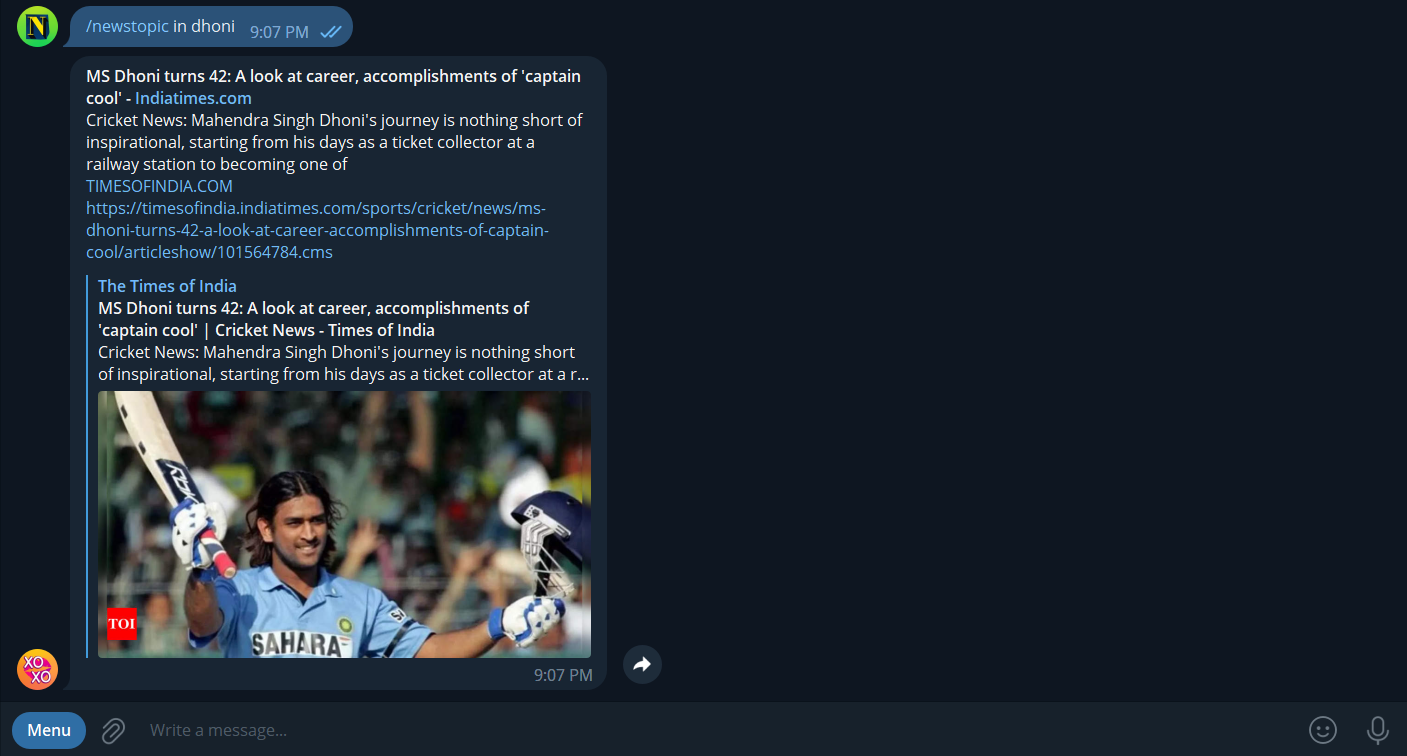 N
/newstopic in dhoni 9:07 PM
MS Dhoni turns 42: A look at career, accomplishments of 'captain
cool' - Indiatimes.com
Cricket News: Mahendra Singh Dhoni's journey is nothing short of
inspirational, starting from his days as a ticket collector at a
railway station to becoming one of
TIMESOFINDIA.COM
https://timesofindia.indiatimes.com/sports/cricket/news/ms-
dhoni-turns-42-a-look-at-career-accomplishments-of-captain-
cool/articleshow/101564784.cms
The Times of India
MS Dhoni turns 42: A look at career, accomplishments of
'captain cool' | Cricket News - Times of India
Cricket News: Mahendra Singh Dhoni's journey is nothing short
of inspirational, starting from his days as a ticket collector at a r...
TOI
SAHARA
XO
XO
9:07 PM
Menu
Write a message...